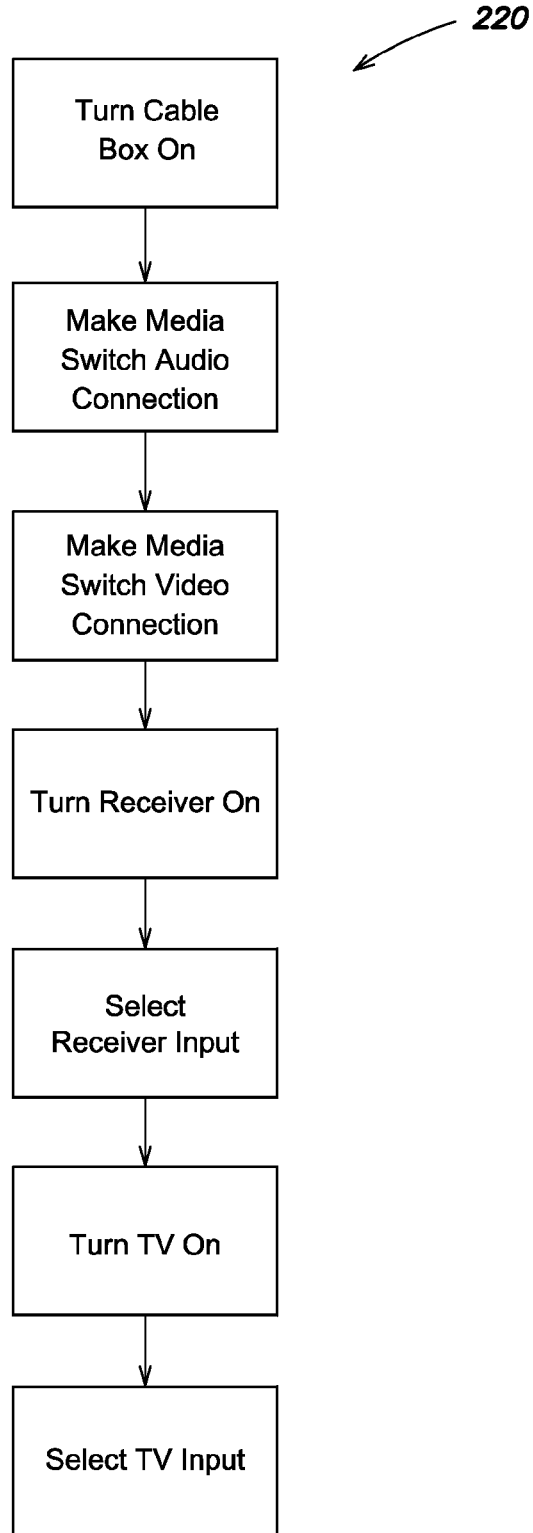 220
Turn Cable
Box On
Make Media
Switch Audio
Connection
Make Media
Switch Video
Connection
Turn Receiver On
Select
Receiver Input
Turn TV On
Select TV Input